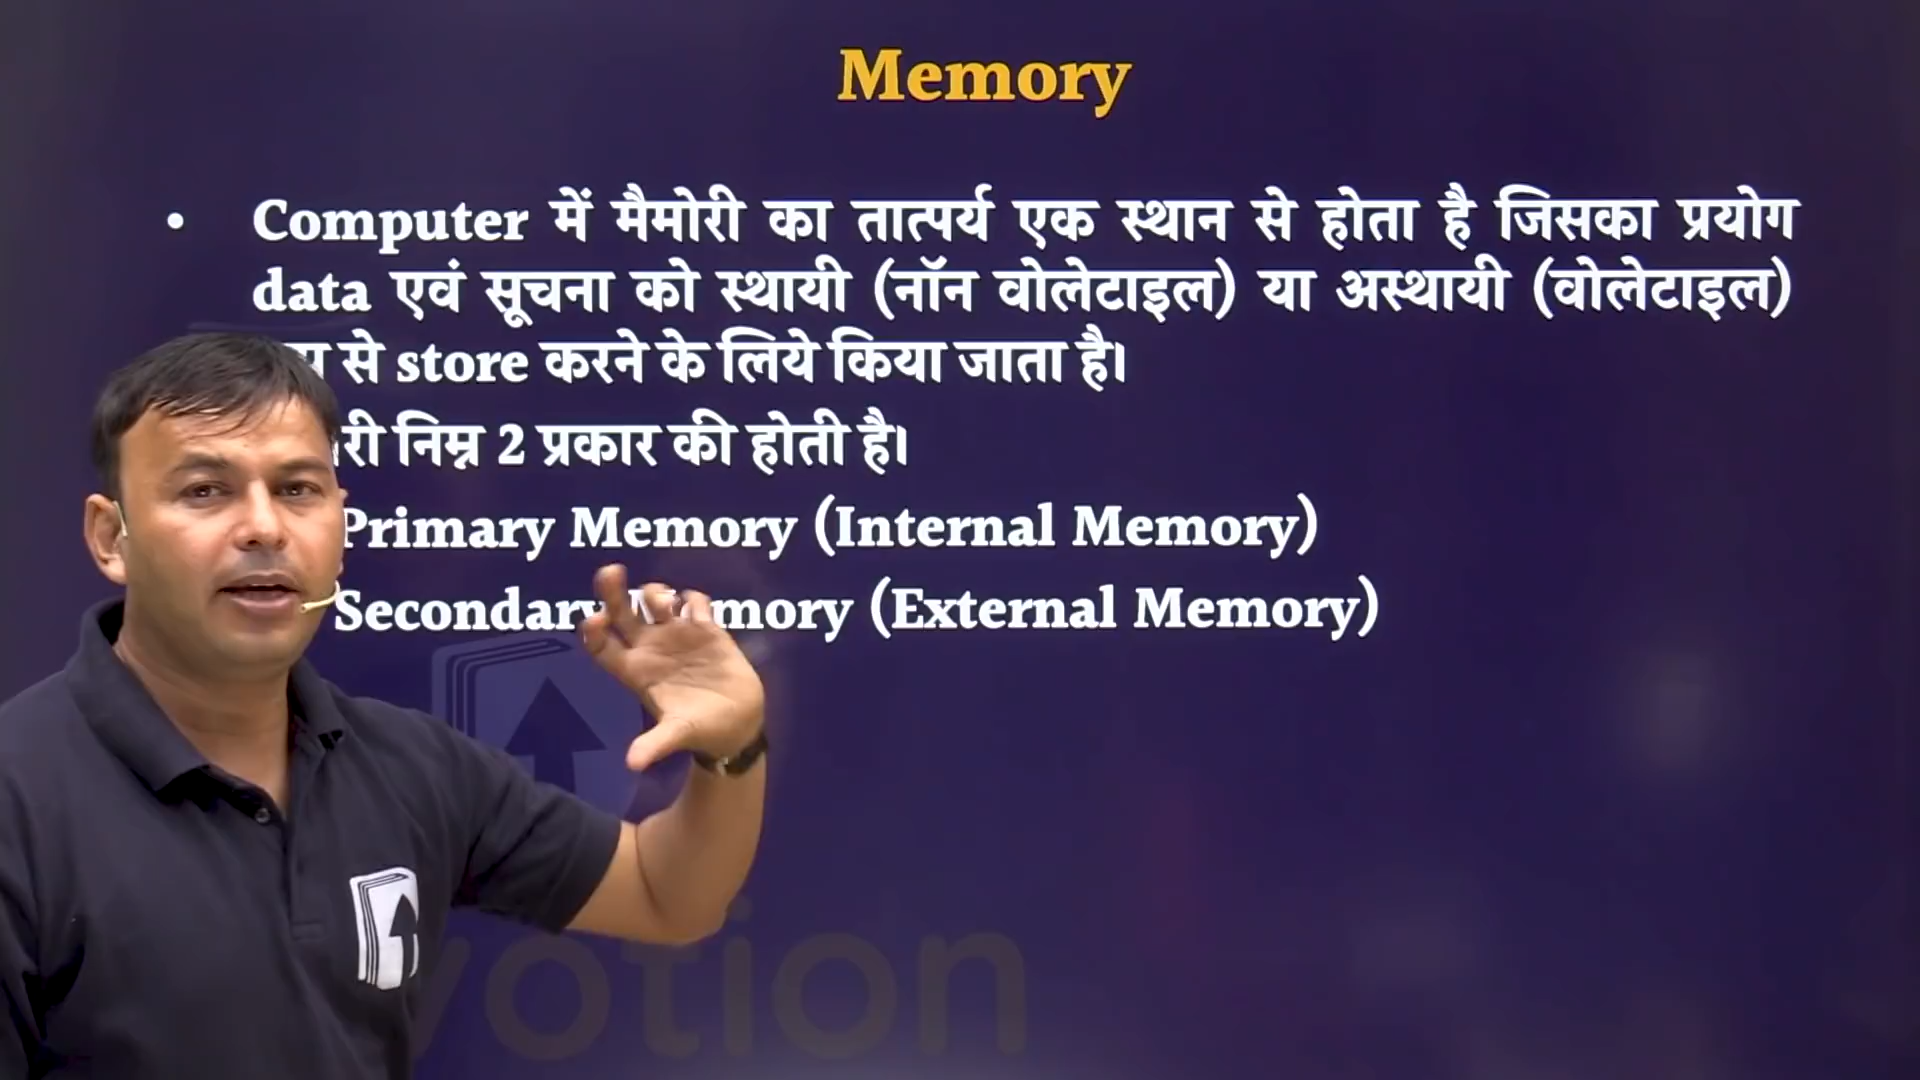 Memory
• Computer में मैमोरी का तात्पर्य एक स्थान से होता है जिसका प्रयोग
data एवं सूचना को स्थायी (नॉन वोलेटाइल) या अस्थायी (वोलेटाइल)
से store करने के लिये किया जाता है।
निम्न 2 प्रकार की होती है।
Primary Memory (Internal Memory)
Secondary Memory (External Memory)